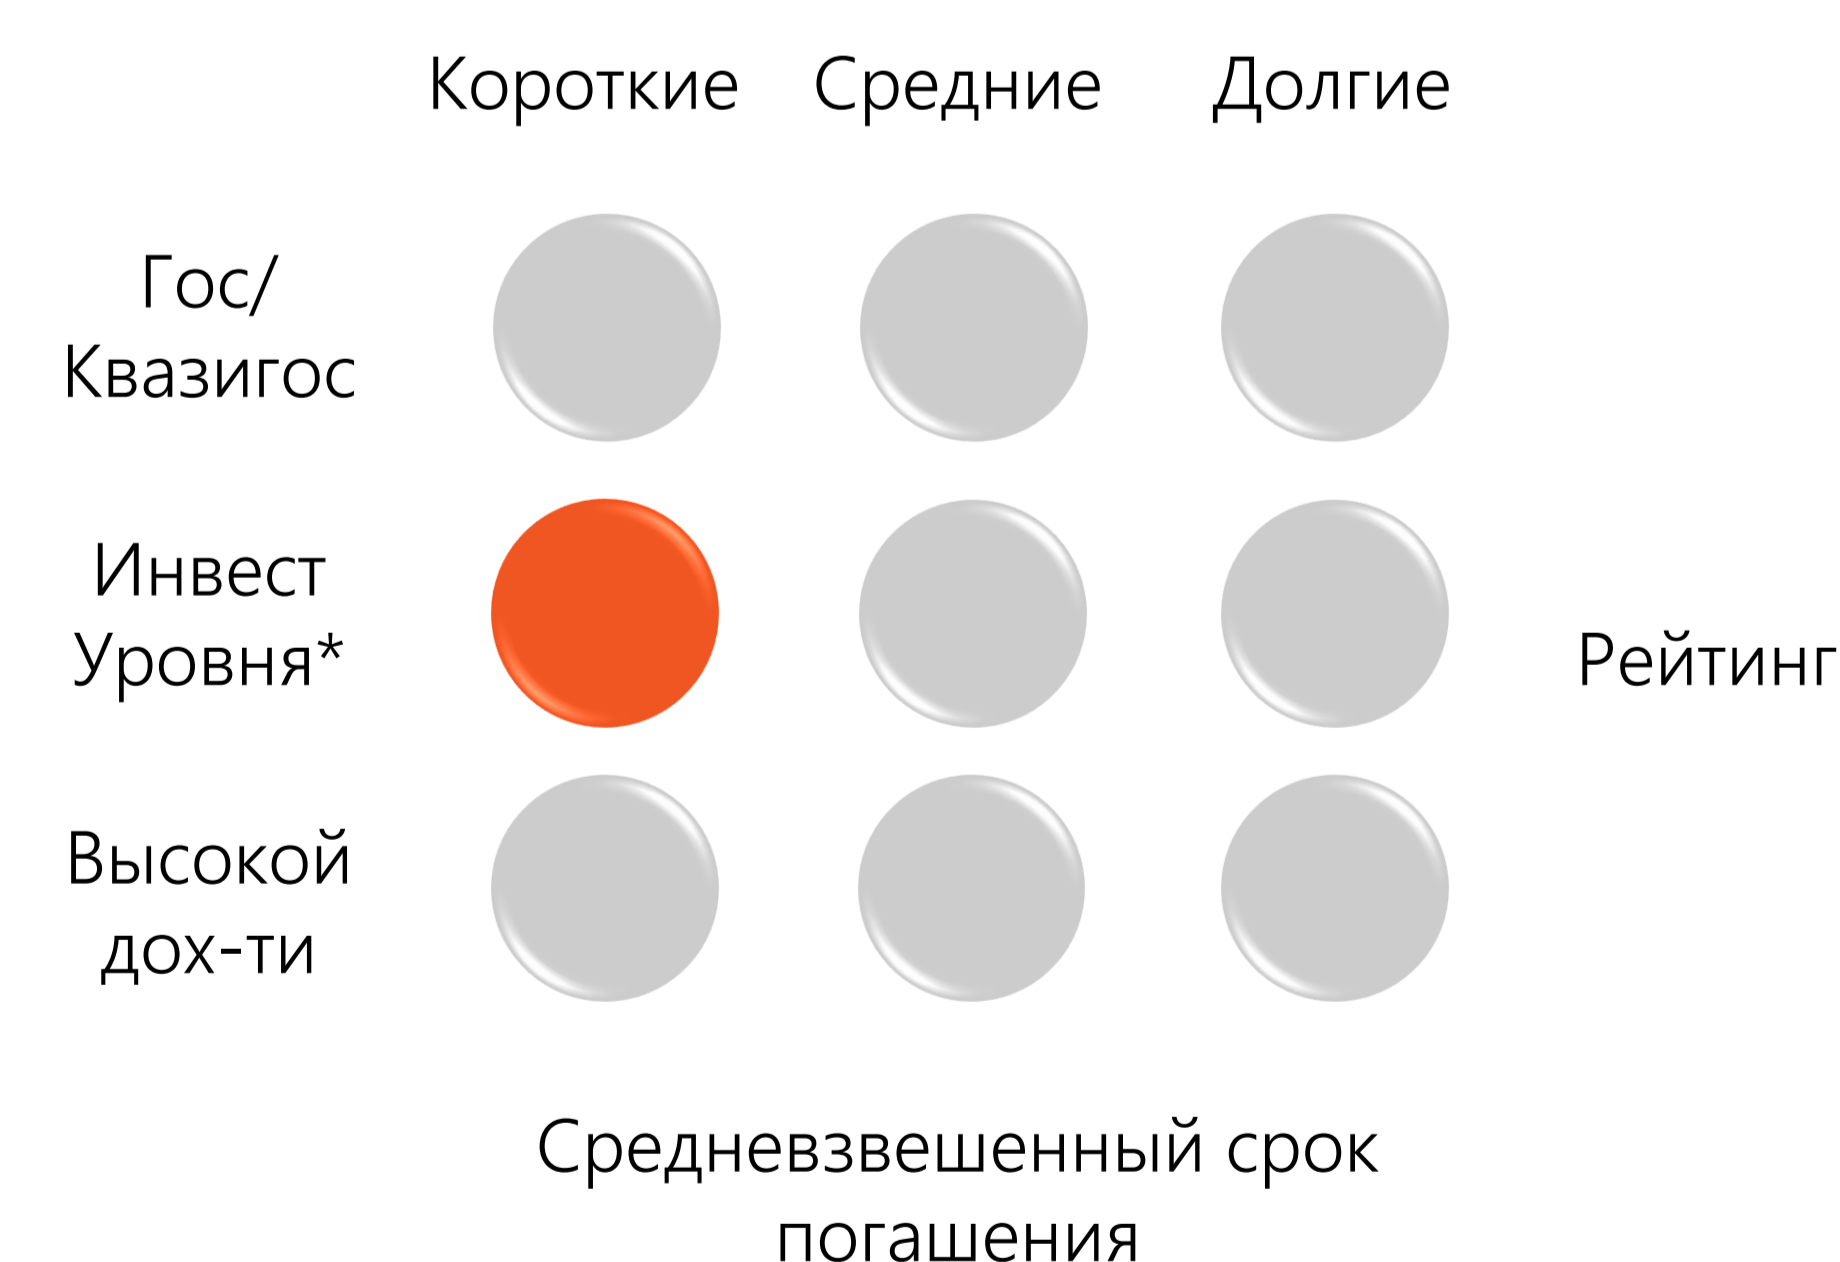 Короткие Средние Долгие
Гос/
Квазигос
Инвест
Уровня*
Рейтинг
Высокой
дох-ти
Средневзвешенный срок
погашения